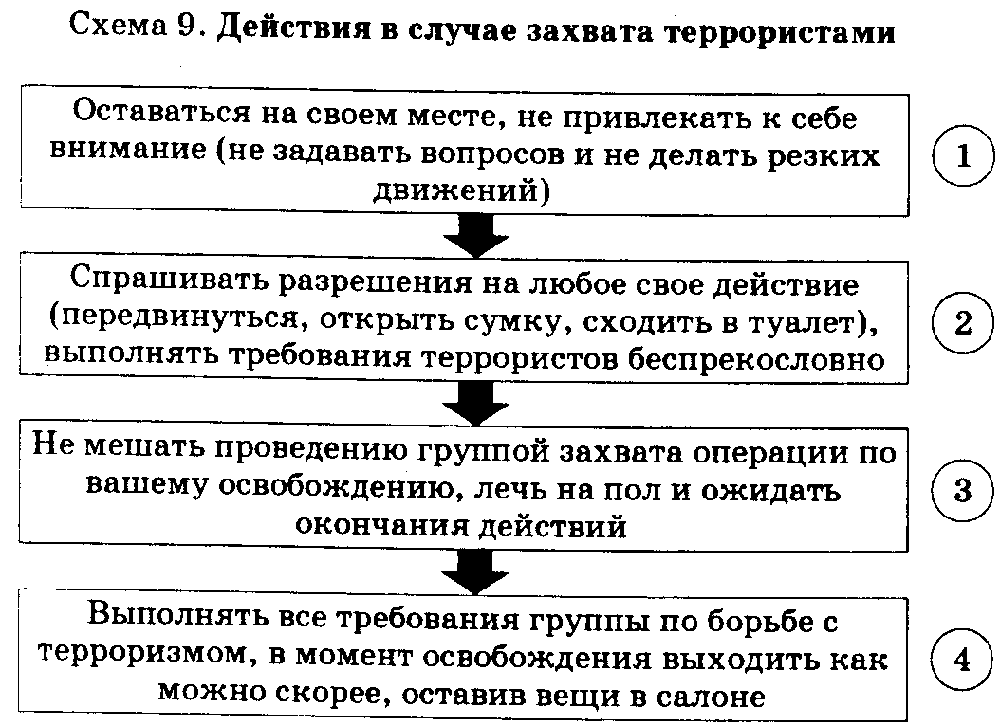 Схема 9. Действия в случае захвата террористами
Оставаться на своем месте, не привлекать к себе
внимание (не задавать вопросов и не делать резких
движений)
1
Спрашивать разрешения на любое свое действие
(передвинуться, открыть сумку, сходить в туалет),
выполнять требования террористов беспрекословно
2
Не мешать проведению группой захвата операции по
вашему освобождению, лечь на пол и ожидать
окончания действий
3
Выполнять все требования группы по борьбе с
терроризмом, в момент освобождения выходить как
можно скорее, оставив вещи в салоне
4